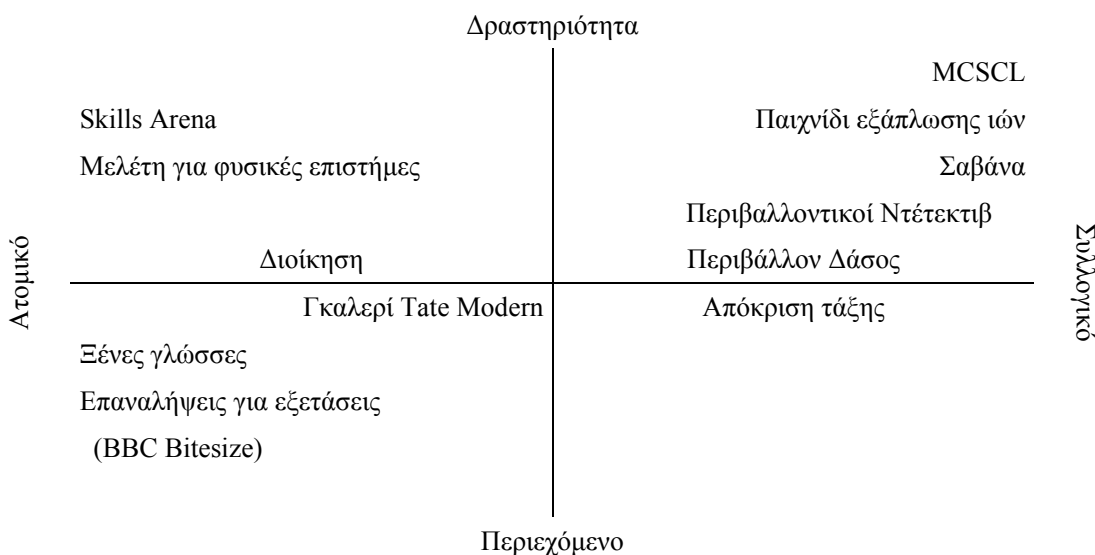 Δραστηριότητα
MCSCL
Skills Arena
Παιχνίδι εξάπλωσης ιών
Μελέτη για φυσικές επιστήμες
Σαβάνα
Περιβαλλοντικοί Ντέτεκτιβ
Ατομικό
Συλλογικό
Διοίκηση
Περιβάλλον Δάσος
Γκαλερί Tate Modern
Απόκριση τάξης
Ξένες γλώσσες
Επαναλήψεις για εξετάσεις
(BBC Bitesize)
Περιεχόμενο